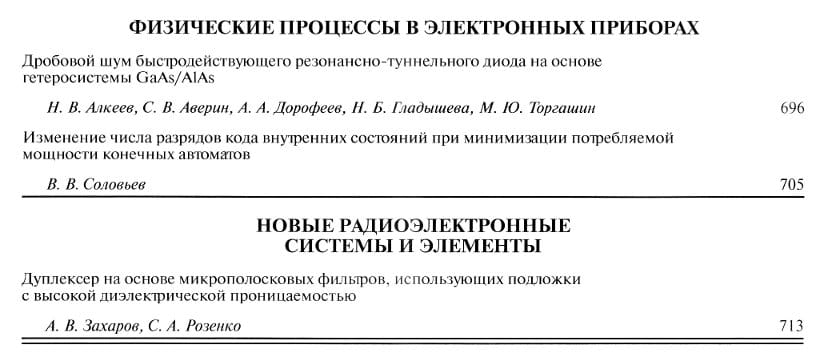 ФИЗИЧЕСКИЕ ПРОЦЕССЫ В ЭЛЕКТРОННЫХ ПРИБОРАХ
Дробовой шум быстродействующего резонансно-туннельного диода на основе
гетеросистемы GaAs/AlAs
Н. В. Алкеев, С. В. Аверин, А. А. Дорофеев, Н. Б. Гладышева, М. Ю. Торгашин 696
Изменение числа разрядов кода внутренних состояний при минимизации потребляемой
мощности конечных автоматов
В. В. Соловьев 705
НОВЫЕ РАДИОЭЛЕКТРОННЫЕ
СИСТЕМЫ И ЭЛЕМЕНТЫ
Дуплексер на основе микрополосковых фильтров, использующих подложки
с высокой диэлектрической проницаемостью
А. В. Захаров, С. А. Розенко 713